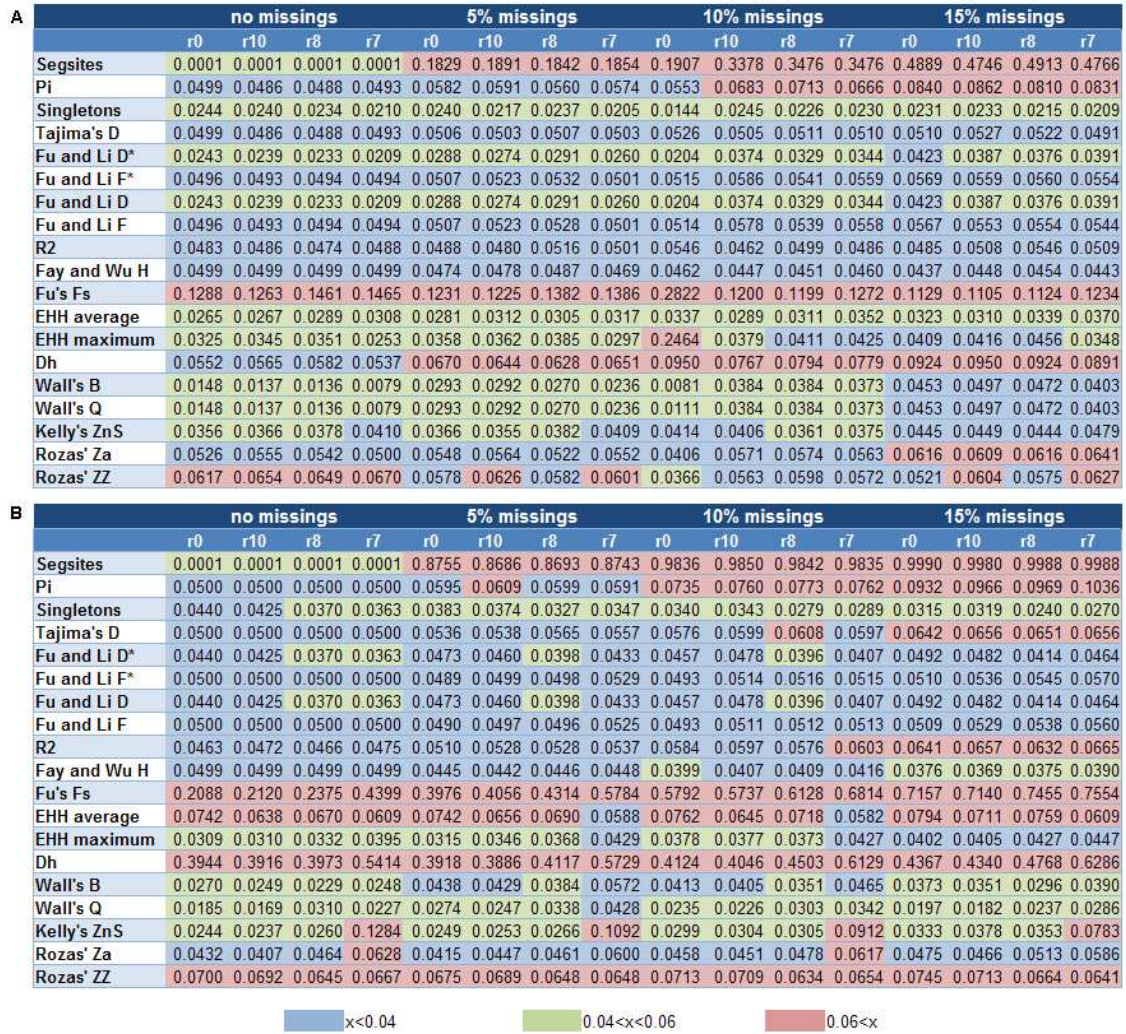 A no missings 5% missings 10% missings 15% missings
r0 r10 r8 r7 r0 r10 r8 r7 r0 r10 r8 r7 r0 r10 r8 r7
Segsites 0.0001 0.0001 0.0001 0.0001 0.1829 0.1891 0.1842 0.1854 0.1907 0.3378 0.3476 0.3476 0.4889 0.4746 0.4913 0.4766
Pi 0.0499 0.0486 0.0488 0.0493 0.0582 0.0591 0.0560 0.0574 0.0553 0.0683 0.0713 0.0666 0.0840 0.0862 0.0810 0.0831
Singletons 0.0244 0.0240 0.0234 0.0210 0.0240 0.0217 0.0237 0.0205 0.0144 0.0245 0.0226 0.0230 0.0231 0.0233 0.0215 0.0209
Tajima's D 0.0499 0.0486 0.0488 0.0493 0.0506 0.0503 0.0507 0.0503 0.0526 0.0505 0.0511 0.0510 0.0510 0.0527 0.0522 0.0491
Fu and Li D* 0.0243 0.0239 0.0233 0.0209 0.0288 0.0274 0.0291 0.0260 0.0204 0.0374 0.0329 0.0344 0.0423 0.0387 0.0376 0.0391
Fu and Li F* 0.0496 0.0493 0.0494 0.0494 0.0507 0.0523 0.0532 0.0501 0.0515 0.0586 0.0541 0.0559 0.0569 0.0559 0.0560 0.0554
Fu and Li D 0.0243 0.0239 0.0233 0.0209 0.0288 0.0274 0.0291 0.0260 0.0204 0.0374 0.0329 0.0344 0.0423 0.0387 0.0376 0.0391
Fu and Li F 0.0496 0.0493 0.0494 0.0494 0.0507 0.0523 0.0528 0.0501 0.0514 0.0578 0.0539 0.0558 0.0567 0.0553 0.0554 0.0544
R2 0.0483 0.0486 0.0474 0.0488 0.0488 0.0480 0.0516 0.0501 0.0546 0.0462 0.0499 0.0486 0.0485 0.0508 0.0546 0.0509
Fay and Wu H 0.0499 0.0499 0.0499 0.0499 0.0474 0.0478 0.0487 0.0469 0.0462 0.0447 0.0451 0.0460 0.0437 0.0448 0.0454 0.0443
Fu's Fs 0.1288 0.1263 0.1461 0.1465 0.1231 0.1225 0.1382 0.1386 0.2822 0.1200 0.1199 0.1272 0.1129 0.1105 0.1124 0.1234
EHH average 0.0265 0.0267 0.0289 0.0308 0.0281 0.0312 0.0305 0.0317 0.0337 0.0289 0.0311 0.0352 0.0323 0.0310 0.0339 0.0370
EHH maximum 0.0325 0.0345 0.0351 0.0253 0.0358 0.0362 0.0385 0.0297 0.2464 0.0379 0.0411 0.0425 0.0409 0.0416 0.0456 0.0348
Dh 0.0552 0.0565 0.0582 0.0537 0.0670 0.0644 0.0628 0.0651 0.0950 0.0767 0.0794 0.0779 0.0924 0.0950 0.0924 0.0891
Wall's B 0.0148 0.0137 0.0136 0.0079 0.0293 0.0292 0.0270 0.0236 0.0081 0.0384 0.0384 0.0373 0.0453 0.0497 0.0472 0.0403
Wall's Q 0.0148 0.0137 0.0136 0.0079 0.0293 0.0292 0.0270 0.0236 0.0111 0.0384 0.0384 0.0373 0.0453 0.0497 0.0472 0.0403
Kelly's ZnS 0.0356 0.0366 0.0378 0.0410 0.0366 0.0355 0.0382 0.0409 0.0414 0.0406 0.0361 0.0375 0.0445 0.0449 0.0444 0.0479
Rozas' Za 0.0526 0.0555 0.0542 0.0500 0.0548 0.0564 0.0522 0.0552 0.0406 0.0571 0.0574 0.0563 0.0616 0.0609 0.0616 0.0641
Rozas' ZZ 0.0617 0.0654 0.0649 0.0670 0.0578 0.0626 0.0582 0.0601 0.0366 0.0563 0.0598 0.0572 0.0521 0.0604 0.0575 0.0627
B no missings 5% missings 10% missings 15% missings
r0 r10 r8 r7 r0 r10 r8 r7 r0 r10 r8 r7 r0 r10 r8 r7
Segsites 0.0001 0.0001 0.0001 0.0001 0.8755 0.8686 0.8693 0.8743 0.9836 0.9850 0.9842 0.9835 0.9990 0.9980 0.9988 0.9988
Pi 0.0500 0.0500 0.0500 0.0500 0.0595 0.0609 0.0599 0.0591 0.0735 0.0760 0.0773 0.0762 0.0932 0.0966 0.0969 0.1036
Singletons 0.0440 0.0425 0.0370 0.0363 0.0383 0.0374 0.0327 0.0347 0.0340 0.0343 0.0279 0.0289 0.0315 0.0319 0.0240 0.0270
Tajima's D 0.0500 0.0500 0.0500 0.0500 0.0536 0.0538 0.0565 0.0557 0.0576 0.0599 0.0608 0.0597 0.0642 0.0656 0.0651 0.0656
Fu and Li D* 0.0440 0.0425 0.0370 0.0363 0.0473 0.0460 0.0398 0.0433 0.0457 0.0478 0.0396 0.0407 0.0492 0.0482 0.0414 0.0464
Fu and Li F* 0.0500 0.0500 0.0500 0.0500 0.0489 0.0499 0.0498 0.0529 0.0493 0.0514 0.0516 0.0515 0.0510 0.0536 0.0545 0.0570
Fu and Li D 0.0440 0.0425 0.0370 0.0363 0.0473 0.0460 0.0398 0.0433 0.0457 0.0478 0.0396 0.0407 0.0492 0.0482 0.0414 0.0464
Fu and Li F 0.0500 0.0500 0.0500 0.0500 0.0490 0.0497 0.0496 0.0525 0.0493 0.0511 0.0512 0.0513 0.0509 0.0529 0.0538 0.0560
R2 0.0463 0.0472 0.0466 0.0475 0.0510 0.0528 0.0528 0.0537 0.0584 0.0597 0.0576 0.0603 0.0641 0.0657 0.0632 0.0665
Fay and Wu H 0.0499 0.0499 0.0499 0.0499 0.0445 0.0442 0.0446 0.0448 0.0399 0.0407 0.0409 0.0416 0.0376 0.0369 0.0375 0.0390
Fu's Fs 0.2088 0.2120 0.2375 0.4399 0.3976 0.4056 0.4314 0.5784 0.5792 0.5737 0.6128 0.6814 0.7157 0.7140 0.7455 0.7554
EHH average 0.0742 0.0638 0.0670 0.0609 0.0742 0.0656 0.0690 0.0588 0.0762 0.0645 0.0718 0.0582 0.0794 0.0711 0.0759 0.0609
EHH maximum 0.0309 0.0310 0.0332 0.0395 0.0315 0.0346 0.0368 0.0429 0.0378 0.0377 0.0373 0.0427 0.0402 0.0405 0.0427 0.0447
Dh 0.3944 0.3916 0.3973 0.5414 0.3918 0.3886 0.4117 0.5729 0.4124 0.4046 0.4503 0.6129 0.4367 0.4340 0.4768 0.6286
Wall's B 0.0270 0.0249 0.0229 0.0248 0.0438 0.0429 0.0384 0.0572 0.0413 0.0405 0.0351 0.0465 0.0373 0.0351 0.0296 0.0390
Wall's Q 0.0185 0.0169 0.0310 0.0227 0.0274 0.0247 0.0338 0.0428 0.0235 0.0226 0.0303 0.0342 0.0197 0.0182 0.0237 0.0286
Kelly's ZnS 0.0244 0.0237 0.0260 0.1284 0.0249 0.0253 0.0266 0.1092 0.0299 0.0304 0.0305 0.0912 0.0333 0.0378 0.0353 0.0783
Rozas' Za 0.0432 0.0407 0.0464 0.0628 0.0415 0.0447 0.0461 0.0600 0.0458 0.0451 0.0478 0.0617 0.0475 0.0466 0.0513 0.0586
Rozas' ZZ 0.0700 0.0692 0.0645 0.0667 0.0675 0.0689 0.0648 0.0648 0.0713 0.0709 0.0634 0.0654 0.0745 0.0713 0.0664 0.0641
x<0.04 0.04<x<0.06 0.06<x